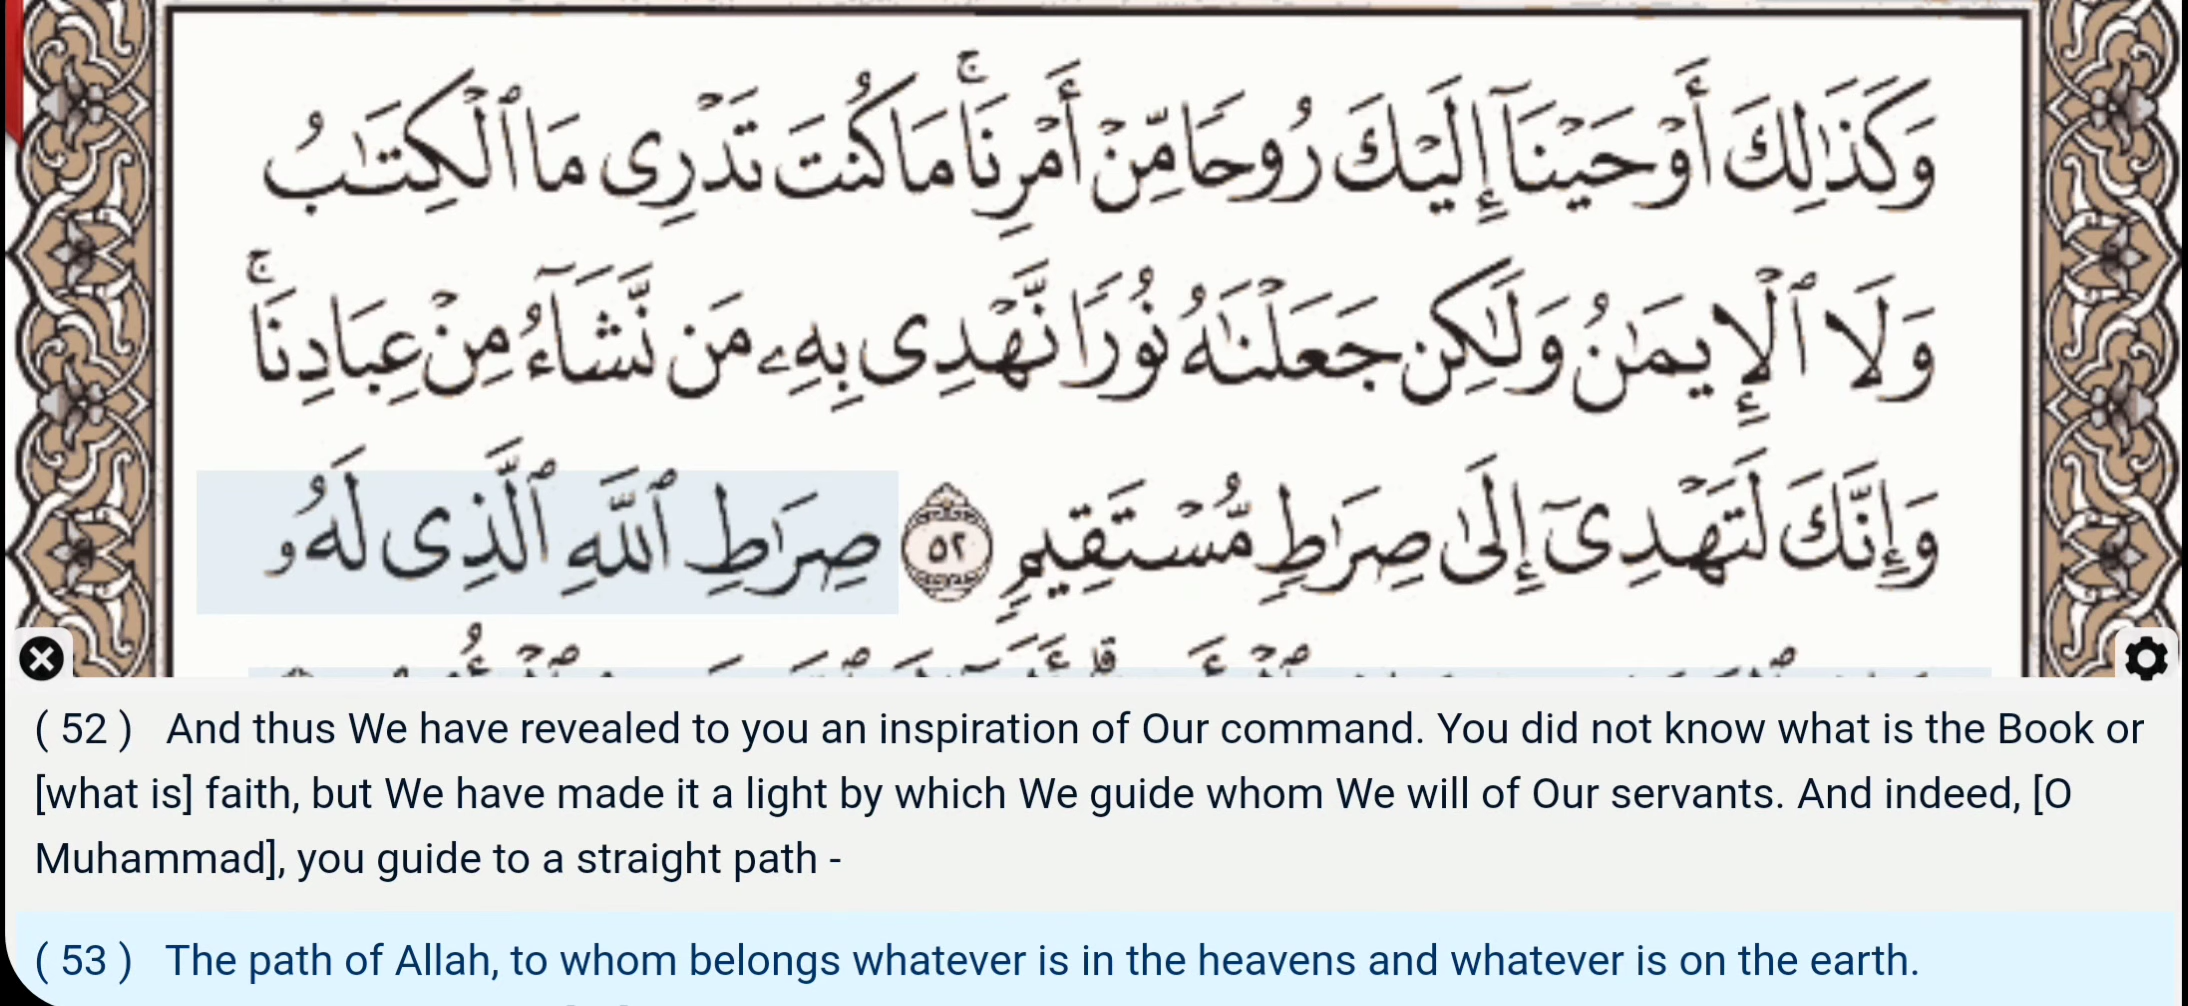 وَكَذَٰلِكَ أَوْحَيْنَآ إِلَيْكَ رُوحًا مِّنْ أَمْرِنَا ۚ مَا كُنتَ تَدْرِى مَا ٱلْكِتَـٰبُ
وَلَا ٱلْإِيمَـٰنُ وَلَـٰكِن جَعَلْنَـٰهُ نُورًا نَّهْدِى بِهِۦ مَن نَّشَآءُ مِنْ عِبَادِنَا ۚ
وَإِنَّكَ لَتَهْدِىٓ إِلَىٰ صِرَٰطٍ مُّسْتَقِيمٍ ٥٢ صِرَٰطِ ٱللَّهِ ٱلَّذِى لَهُۥ
( 52 ) And thus We have revealed to you an inspiration of Our command. You did not know what is the Book or
[what is] faith, but We have made it a light by which We guide whom We will of Our servants. And indeed, [O
Muhammad], you guide to a straight path -
( 53 ) The path of Allah, to whom belongs whatever is in the heavens and whatever is on the earth.